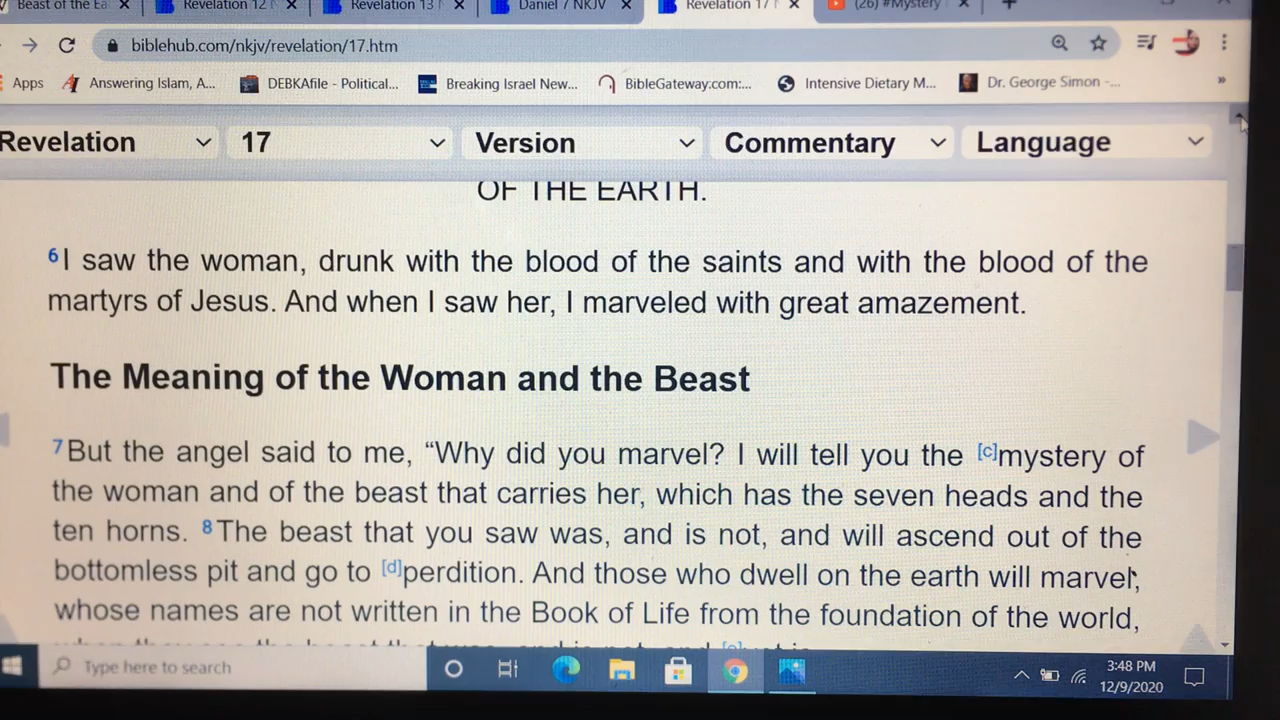 Beast of the Ea
Revelation 12
Revelation 13
Daniel 7 NKJV
Revelation 17
(26) #Mystery
biblehub.com/nkjv/revelation/17.htm
Apps
Answering Islam, A...
DEBKAfile - Political...
Breaking Israel New...
BibleGateway.com:...
Intensive Dietary M...
Dr. George Simon -...
»
Revelation
17
Version
Commentary
Language
OF THE EARTH.
6I saw the woman, drunk with the blood of the saints and with the blood of the
martyrs of Jesus. And when I saw her, I marveled with great amazement.
The Meaning of the Woman and the Beast
7But the angel said to me, “Why did you marvel? I will tell you the [c]mystery of
the woman and of the beast that carries her, which has the seven heads and the
ten horns. 8The beast that you saw was, and is not, and will ascend out of the
bottomless pit and go to [d]perdition. And those who dwell on the earth will marvel,
whose names are not written in the Book of Life from the foundation of the world,
Type here to search
3:48 PM
12/9/2020